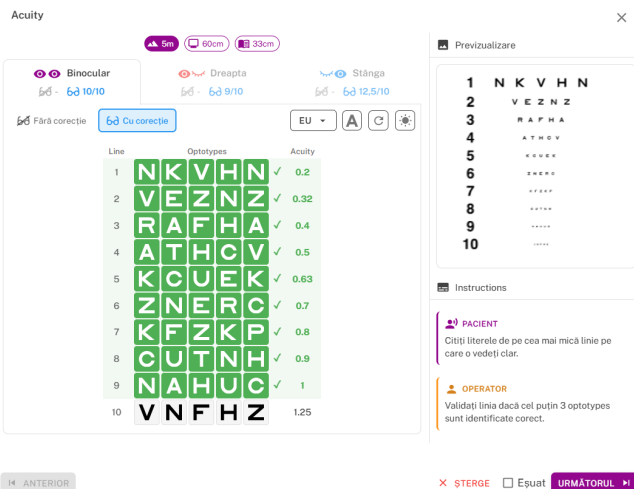 Acuity
5m 60cm 33cm
Binocular
- 10/10
Dreapta
- 9/10
Stânga
- 12,5/10
Fără corecție Cu corecție EU A
Line Optotypes Acuity
1 N K V H N 0.2
2 V E Z N Z 0.32
3 R A F H A 0.4
4 A T H C V 0.5
5 K C U E K 0.63
6 Z N E R C 0.7
7 K F Z K P 0.8
8 C U T N H 0.9
9 N A H U C 1
10 V N F H Z 1.25
Previzualizare
1 N K V H N
2 V E Z N Z
3 R A F H A
4 A T H C V
5 K C U E K
6 Z N E R C
7
8
9
10
Instructions
PACIENT
Citiți literele de pe cea mai mică linie pe
care o vedeți clar.
OPERATOR
Validați linia dacă cel puțin 3 optotypes
sunt identificate corect.
ANTERIOR ȘTERGE Eșuat URMĂTORUL